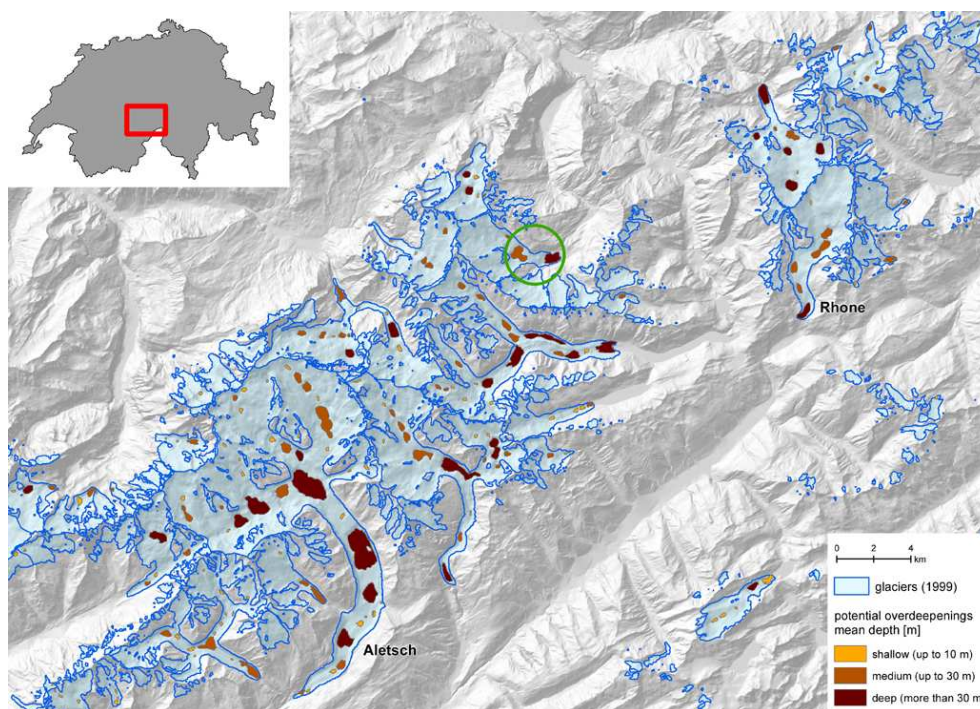 Rhone
Aletsch
0 2 4
km
glaciers (1999)
potential overdeepenings
mean depth [m]
shallow (up to 10 m)
medium (up to 30 m)
deep (more than 30 m